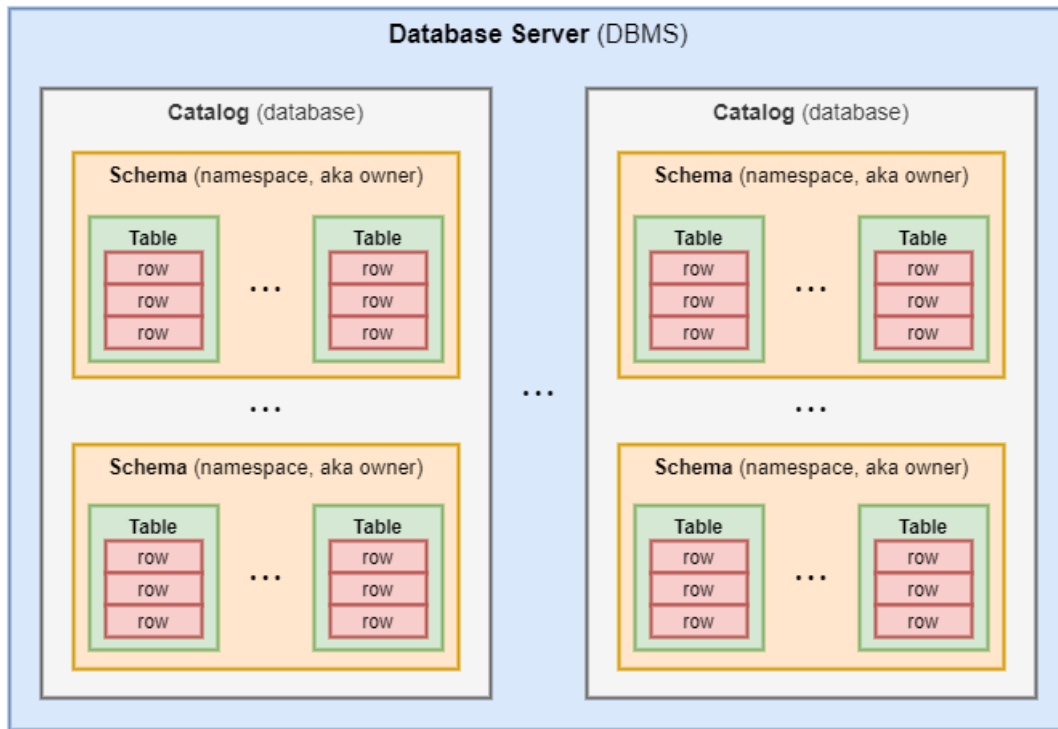 Database Server (DBMS)
Catalog (database)
Schema (namespace, aka owner)
Table
row
row
row
...
Table
row
row
row
...
Schema (namespace, aka owner)
Table
row
row
row
...
Table
row
row
row
...
Catalog (database)
Schema (namespace, aka owner)
Table
row
row
row
...
Table
row
row
row
...
Schema (namespace, aka owner)
Table
row
row
row
...
Table
row
row
row